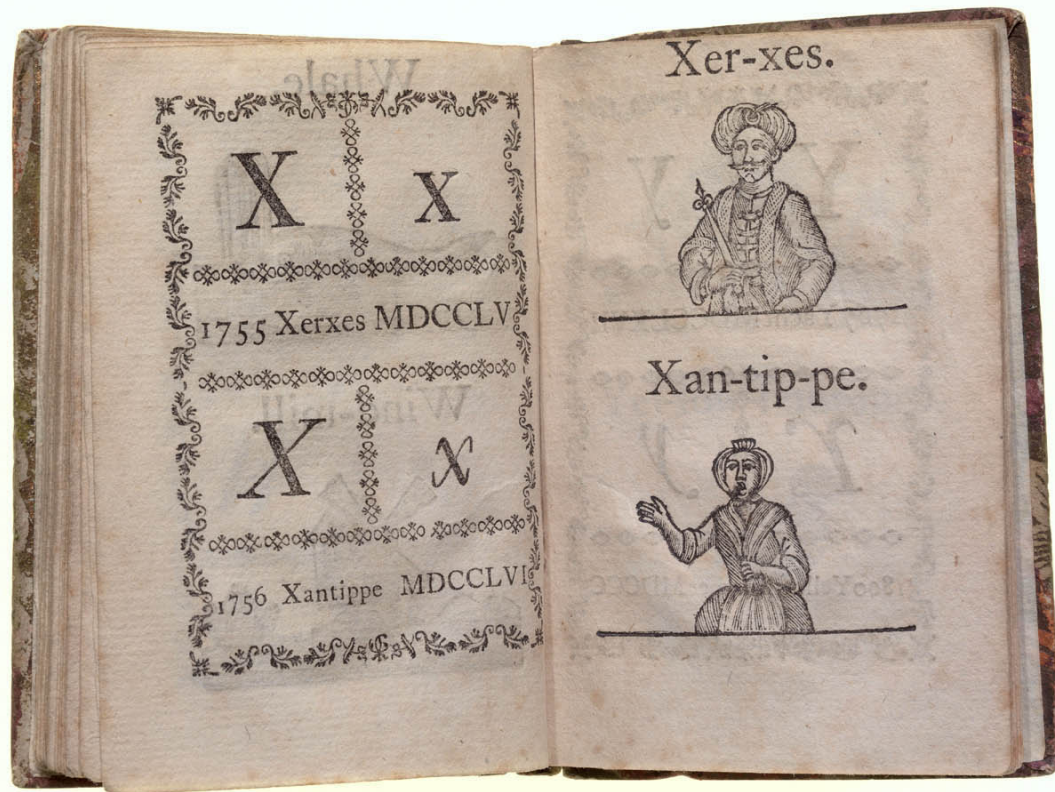 X x
1755 Xerxes MDCCLV
X x
1756 Xantippe MDCCLVI
Xer-xes.
Xan-tip-pe.